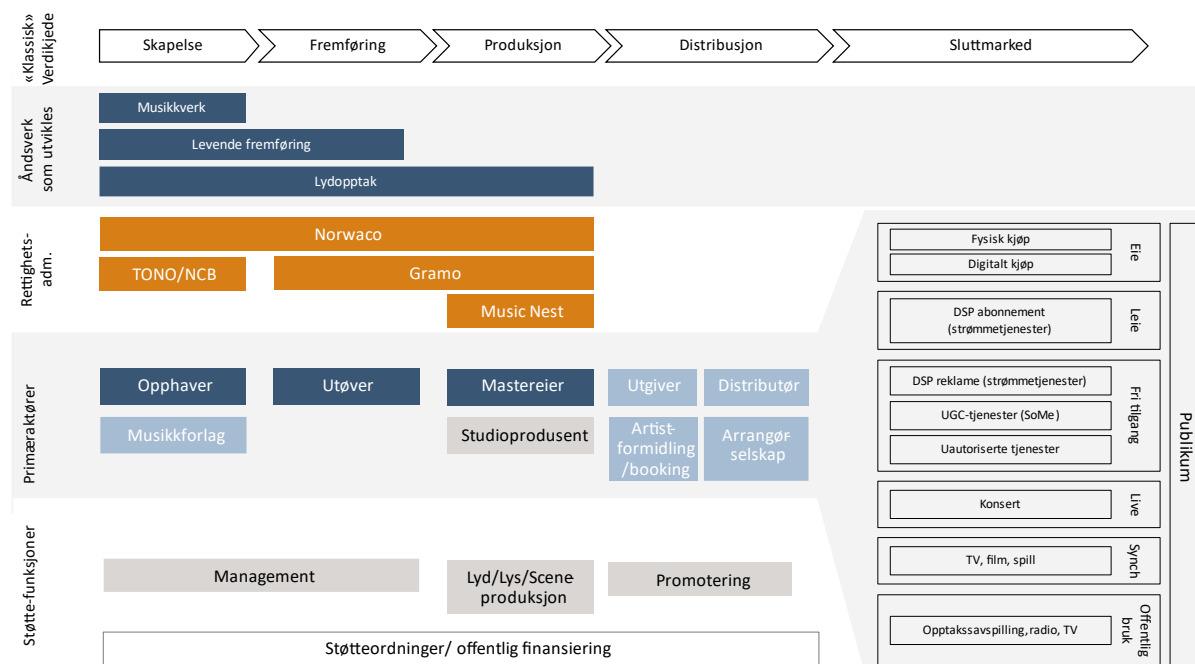 «Klassisk»
Verdikjede
Skapelse
Fremføring
Produksjon
Distribusjon
Sluttmarked
Åndsverk
som utvikles
Musikkverk
Levende fremføring
Lydopptak
Rettighets-
adm.
Norwaco
TONO/NCB
Gramo
Music Nest
Primæraktører
Opphaver
Utøver
Mastereier
Utgiver
Distributør
Musikkforlag
Studioprodusent
Artist-
formidling
/booking
Arrangør-
selskap
Støtte-funksjoner
Management
Lyd/Lys/Scene
produksjon
Promotering
Støtteordninger/ offentlig finansiering
Fysisk kjøp
Digitalt kjøp
Eie
DSP abonnement
(strømmetjenester)
Leie
DSP reklame (strømmetjenester)
UGC-tjenester (SoMe)
Uautoriserte tjenester
Fri tilgang
Konsert
Live
TV, film, spill
Synch
Opptakssavspilling, radio, TV
Offentlig
bruk
Publikum